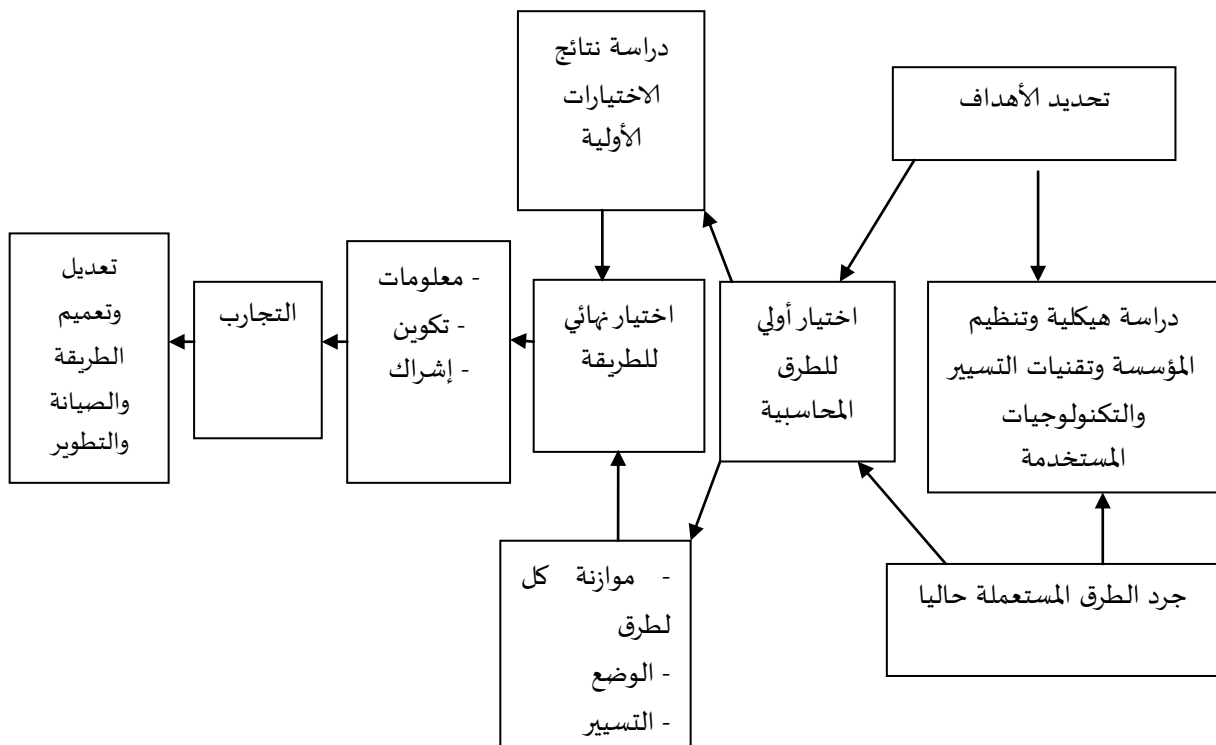 تحديد الأهداف
دراسة هيكلية وتنظيم
المؤسسة وتقنيات التسيير
والتكنولوجيات
المستخدمة
جرد الطرق المستعملة حاليا
اختيار أولي
للطرق
المحاسبية
دراسة نتائج
الاختيارات
الأولية
اختيار نهائي
للطريقة
- موازنة كل
لطرق
- الوضع
- التسيير
- معلومات
- تكوين
- إشراك
التجارب
تعديل
وتعميم
الطريقة
والصيانة
والتطوير